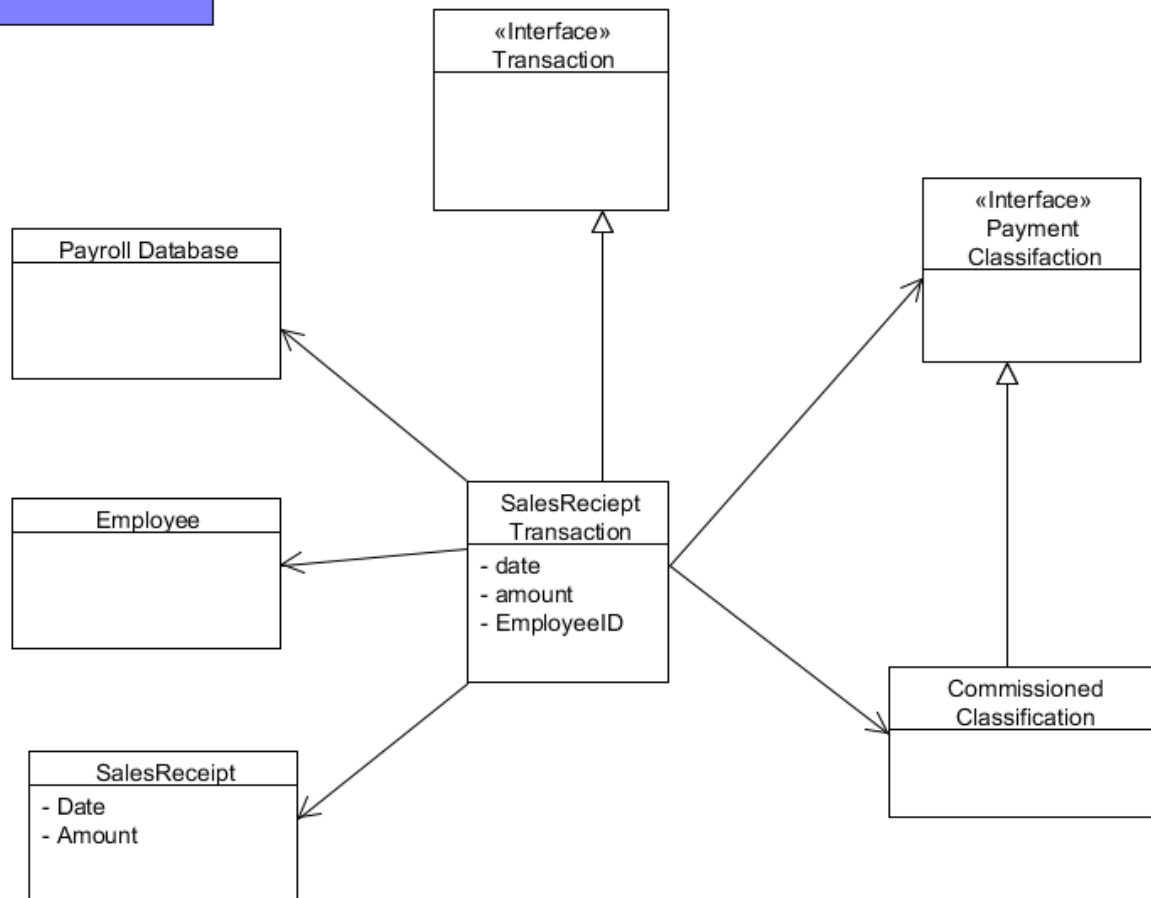 «Interface»
Transaction
«Interface»
Payment
Classifaction
Payroll Database
Employee
SalesReciept
Transaction
- date
- amount
- EmployeeID
Commissioned
Classification
SalesReceipt
- Date
- Amount